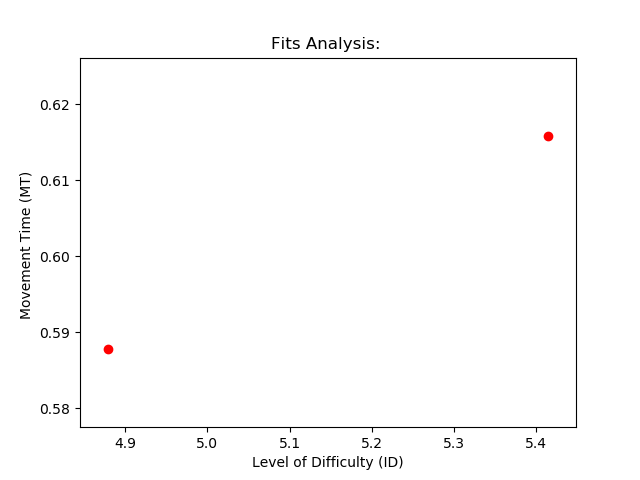 Fits Analysis:
0.62
0.61
0.60
0.59
0.58
Movement Time (MT)
4.9 5.0 5.1 5.2 5.3 5.4
Level of Difficulty (ID)